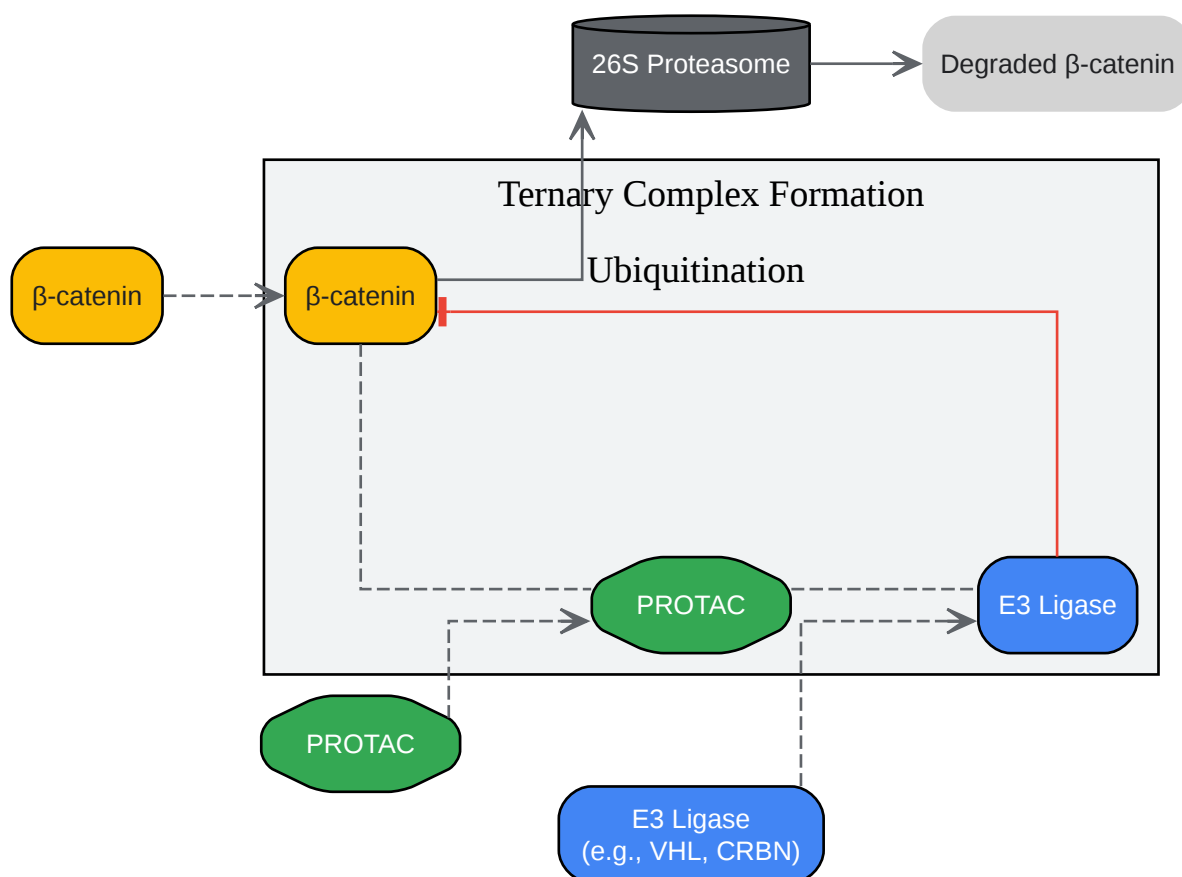 26S Proteasome
Degraded β-catenin
Ternary Complex Formation
Ubiquitination
β-catenin
β-catenin
PROTAC
E3 Ligase
PROTAC
E3 Ligase
(e.g., VHL, CRBN)